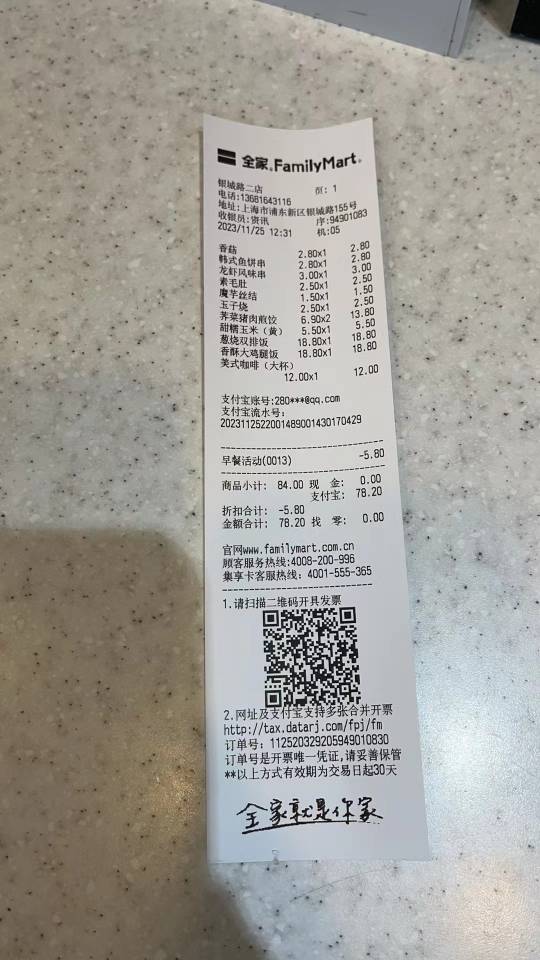 全家 FamilyMart
银城路二店 页: 1
电话:13681643116
地址:上海市浦东新区银城路155号
收银员:资讯 序:94901083
2023/11/25 12:31 机:05
香菇 2.80x1 2.80
韩式鱼饼串 2.80x1 2.80
龙虾风味串 3.00x1 3.00
素毛肚 2.50x1 2.50
魔芋丝结 1.50x1 1.50
玉子烧 2.50x1 2.50
荠菜猪肉煎饺 6.90x2 13.80
甜糯玉米（黄） 5.50x1 5.50
葱烧双排饭 18.80x1 18.80
香酥大鸡腿饭 18.80x1 18.80
美式咖啡（大杯）
12.00x1 12.00
支付宝账号:280***@qq.com
支付宝流水号:
2023112522001489001430170429
早餐活动(0013) -5.80
商品小计: 84.00 现 金: 0.00
支付宝: 78.20
折扣合计: -5.80
金额合计: 78.20 找 零: 0.00
官网www.familymart.com.cn
顾客服务热线:4008-200-996
集享卡客服热线: 4001-555-365
1.请扫描二维码开具发票
2.网址及支付宝支持多张合并开票
http://tax.datarj.com/fpj/fm
订单号: 112520329205949010830
订单号是开票唯一凭证,请妥善保管
**以上方式有效期为交易日起30天
全家就是你家